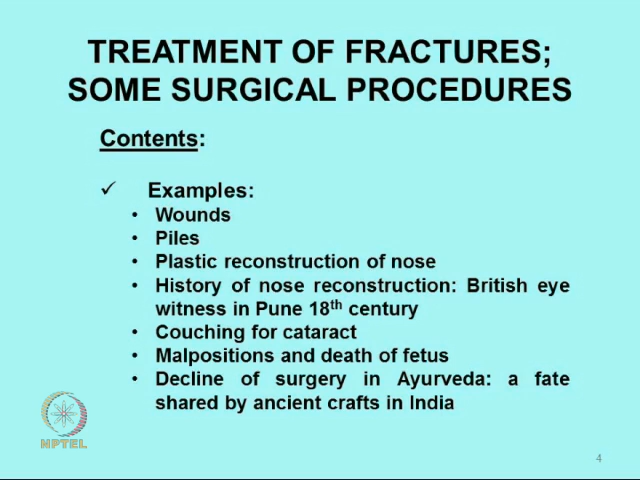 TREATMENT OF FRACTURES;
SOME SURGICAL PROCEDURES
Contents:
✓ Examples:
• Wounds
• Piles
• Plastic reconstruction of nose
• History of nose reconstruction: British eye
witness in Pune 18th century
• Couching for cataract
• Malpositions and death of fetus
• Decline of surgery in Ayurveda: a fate
shared by ancient crafts in India
NPTEL
4